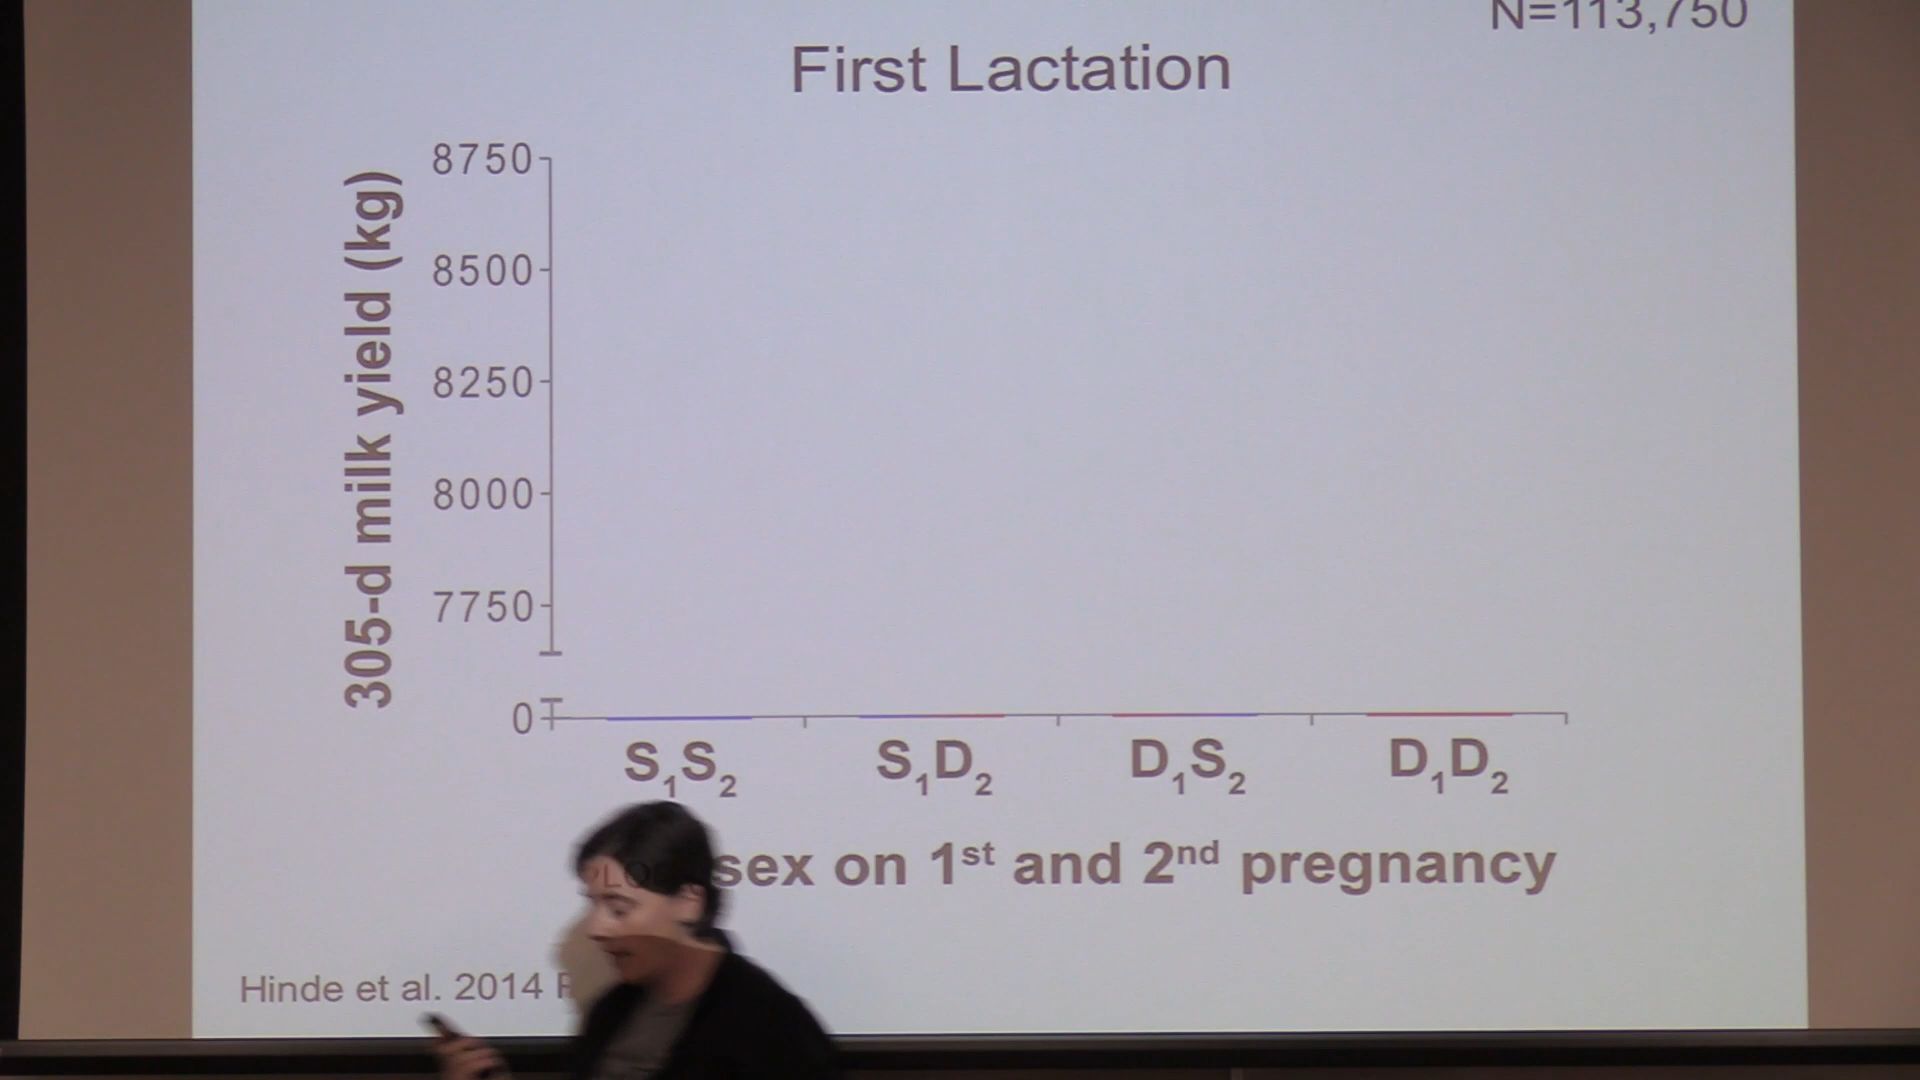 N=113,750
First Lactation
305-d milk yield (kg)
8750
8500
8250
8000
7750
0
S₁S₂ S₁D₂ D₁S₂ D₁D₂
sex on 1st and 2nd pregnancy
Hinde et al. 2014